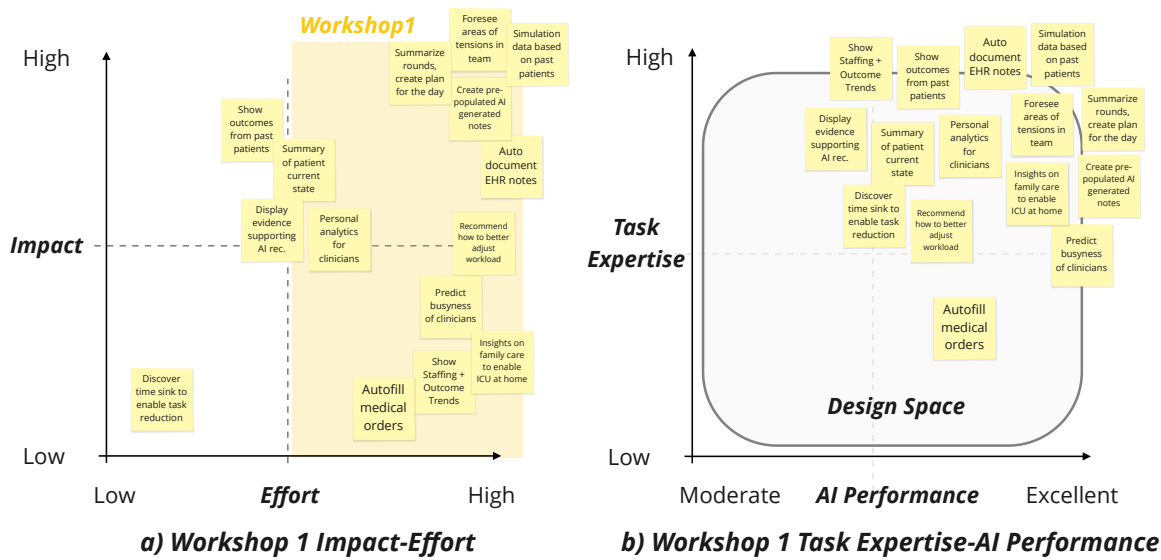 Workshop1
High
Impact
Low
Low
Effort
High
Summarize
rounds,
create plan
for the day
Foresee
areas of
tensions in
team
Simulation
data based
on past
patients
Create pre-
populated AI
generated
notes
Show
outcomes
from past
patients
Summary
of patient
current
state
Auto
document
EHR notes
Display
evidence
supporting
AI rec.
Personal
analytics
for
clinicians
Recommend
how to better
adjust
workload
Predict
busyness
of clinicians
Insights on
family care
to enable
ICU at home
Show
Staffing +
Outcome
Trends
Autofill
medical
orders
Discover
time sink to
enable task
reduction
a) Workshop 1 Impact-Effort
High
Task
Expertise
Low
Moderate
AI Performance
Excellent
Show
Staffing +
Outcome
Trends
Show
outcomes
from past
patients
Auto
document
EHR notes
Simulation
data based
on past
patients
Display
evidence
supporting
AI rec.
Summary
of patient
current
state
Personal
analytics
for
clinicians
Foresee
areas of
tensions in
team
Summarize
rounds,
create plan
for the day
Discover
time sink to
enable task
reduction
Recommend
how to better
adjust
workload
Insights on
family care
to enable
ICU at home
Create pre-
populated AI
generated
notes
Predict
busyness
of clinicians
Autofill
medical
orders
Design Space
b) Workshop 1 Task Expertise-AI Performance